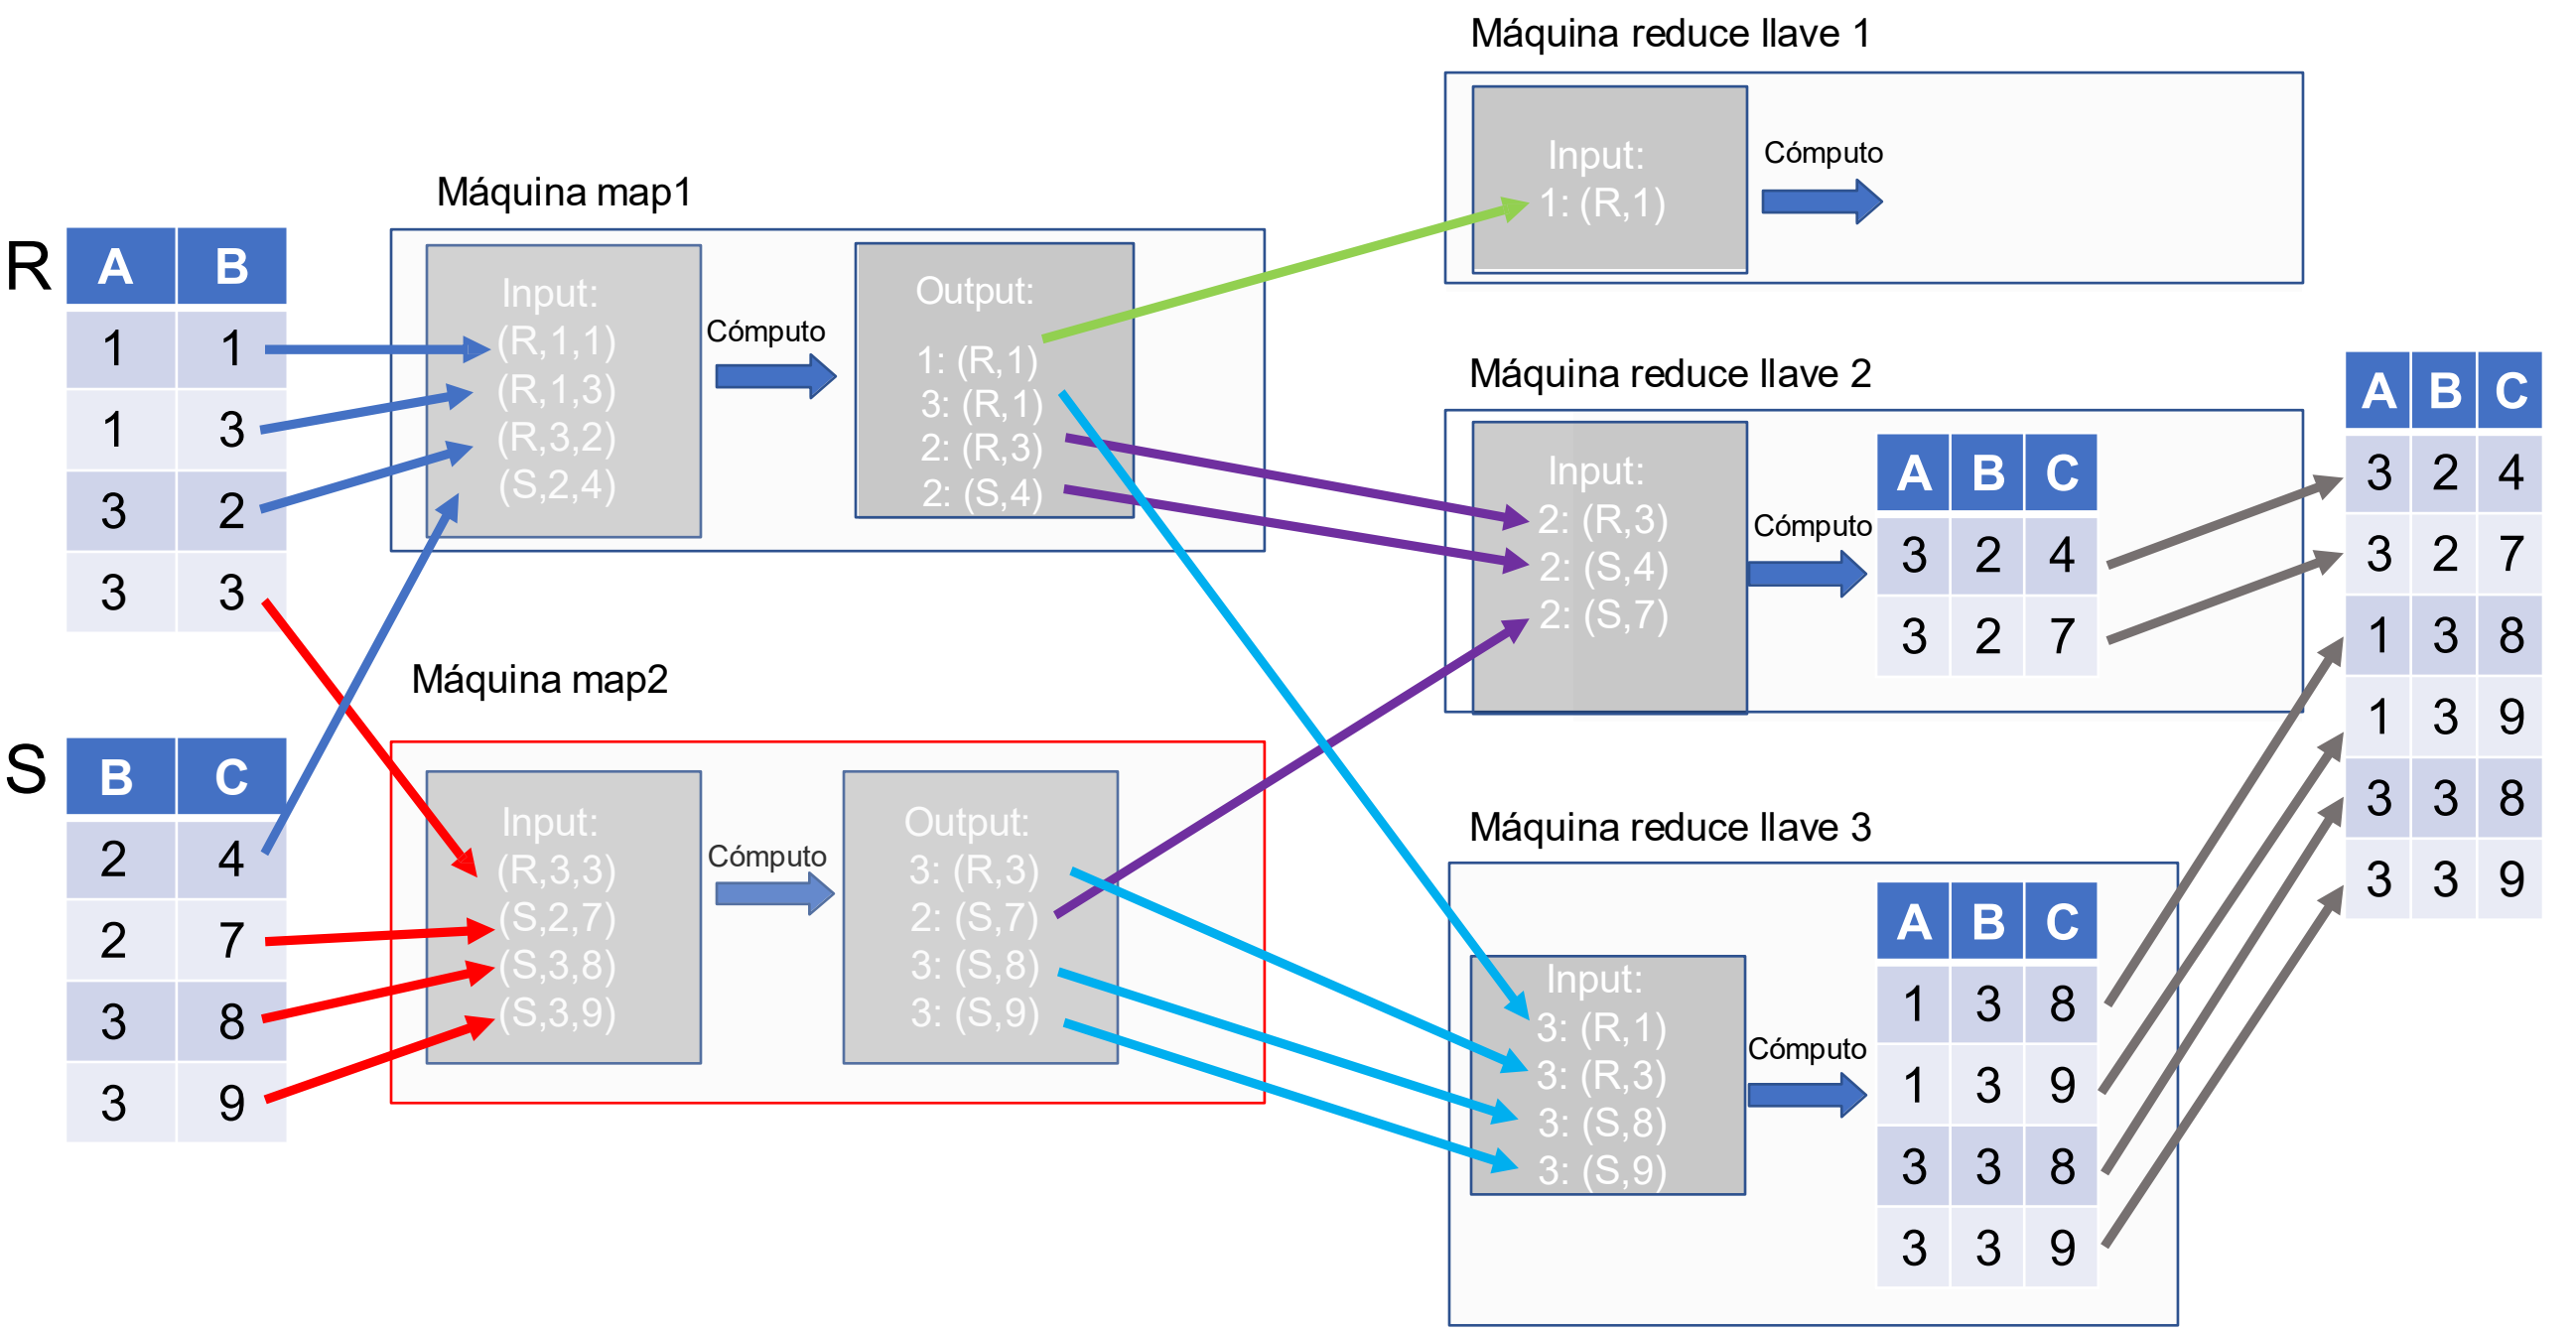 R
A B
1 1
1 3
3 2
3 3
S
B C
2 4
2 7
3 8
3 9
Máquina map1
Input:
(R,1,1)
(R,1,3)
(R,3,2)
(S,2,4)
Cómputo
Output:
1: (R,1)
3: (R,1)
2: (R,3)
2: (S,4)
Máquina map2
Input:
(R,3,3)
(S,2,7)
(S,3,8)
(S,3,9)
Cómputo
Output:
3: (R,3)
2: (S,7)
3: (S,8)
3: (S,9)
Máquina reduce llave 1
Input:
1: (R,1)
Cómputo
Máquina reduce llave 2
Input:
2: (R,3)
2: (S,4)
2: (S,7)
Cómputo
A B C
3 2 4
3 2 7
Máquina reduce llave 3
Input:
3: (R,1)
3: (R,3)
3: (S,8)
3: (S,9)
Cómputo
A B C
1 3 8
1 3 9
3 3 8
3 3 9
A B C
3 2 4
3 2 7
1 3 8
1 3 9
3 3 8
3 3 9